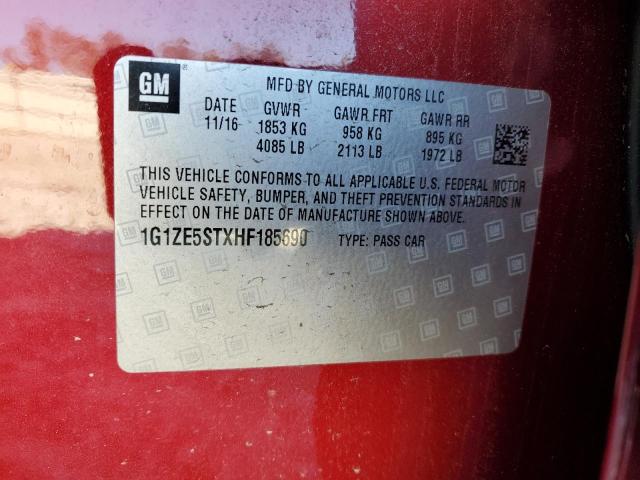 GM
MFD BY GENERAL MOTORS LLC
DATE GVWR GAWR FRT GAWR RR
11/16 1853 KG 958 KG 895 KG
4085 LB 2113 LB 1972 LB
THIS VEHICLE CONFORMS TO ALL APPLICABLE U.S. FEDERAL MOTOR
VEHICLE SAFETY, BUMPER, AND THEFT PREVENTION STANDARDS IN
EFFECT ON THE DATE OF MANUFACTURE SHOWN ABOVE.
1G1ZE5STXHF185690 TYPE: PASS CAR